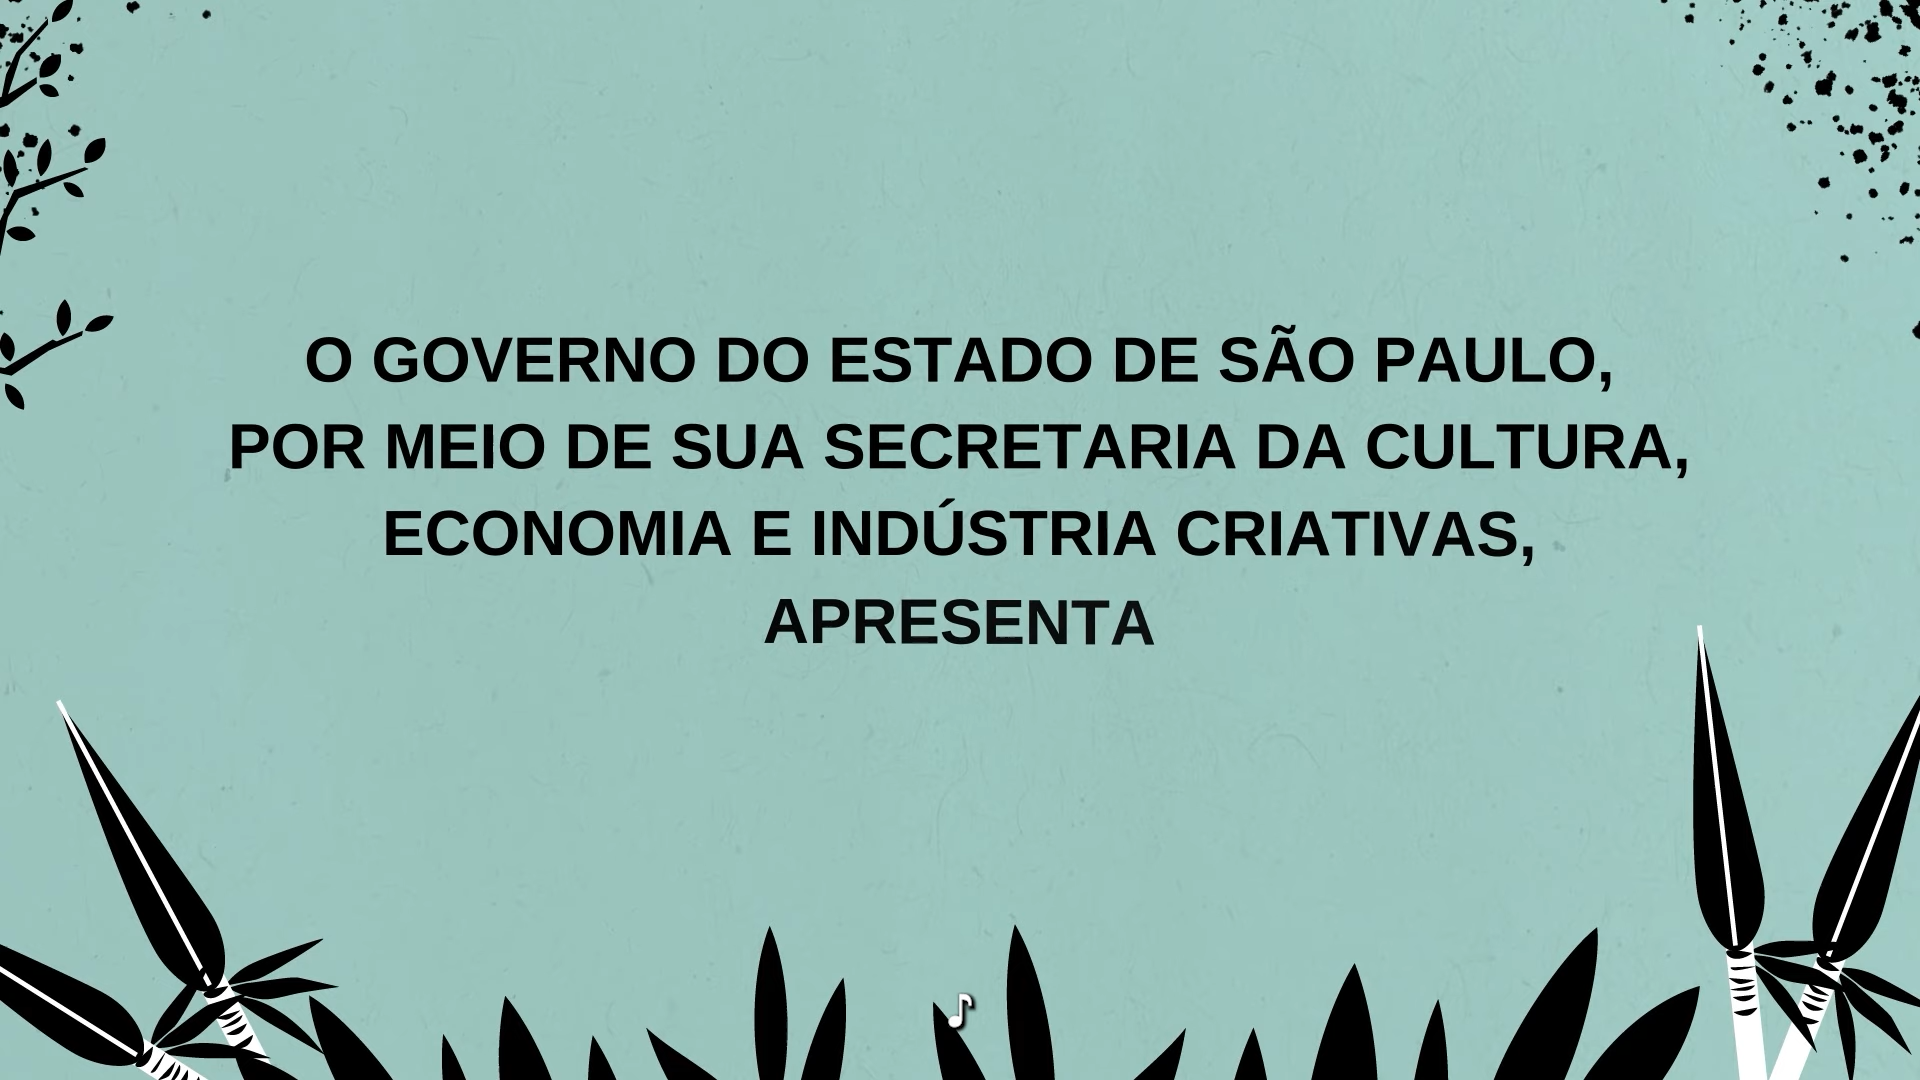 O GOVERNO DO ESTADO DE SÃO PAULO,
POR MEIO DE SUA SECRETARIA DA CULTURA,
ECONOMIA E INDÚSTRIA CRIATIVAS,
APRESENTA
♪